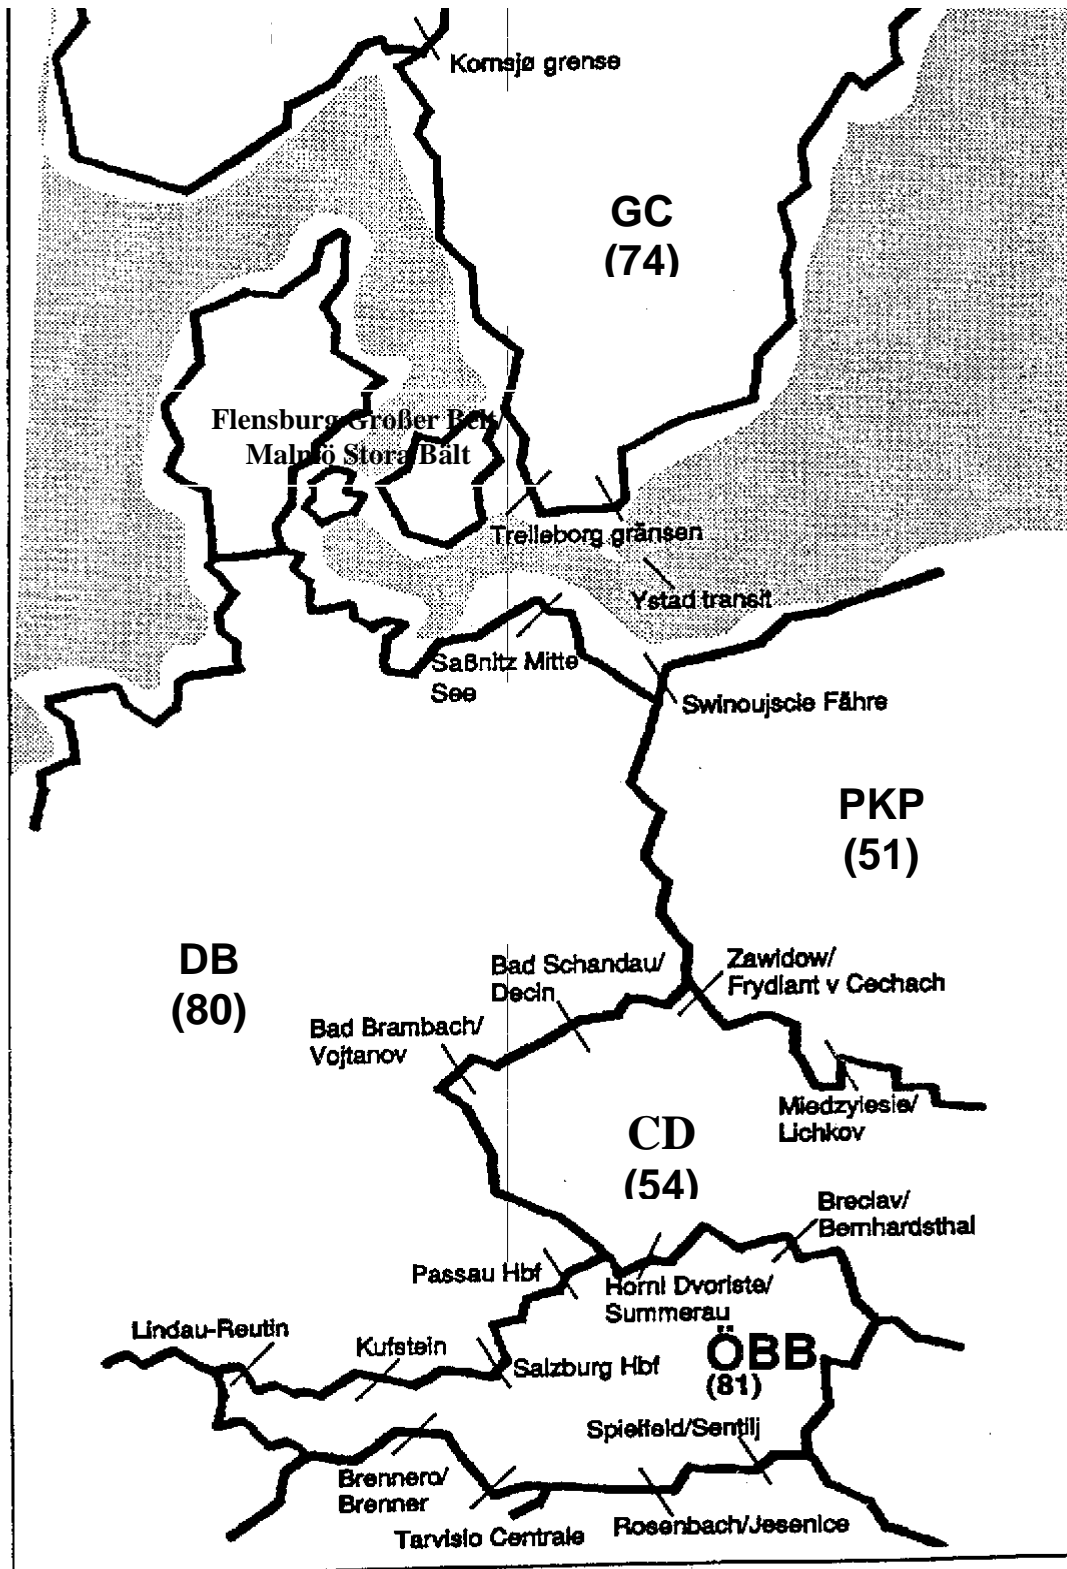 Kornsjø grense
GC
(74)
Flensburg Großer Belt/
Malmö Stora Bält
Trelleborg gränsen
Ystad transit
Saßnitz Mitte
See
Swinoujscie Fähre
PKP
(51)
DB
(80)
Bad Schandau/
Decin
Zawidow/
Frydlant v Cechach
Bad Brambach/
Vojtanov
Miedzylesie/
Lichkov
CD
(54)
Breclav/
Bernhardsthal
Passau Hbf
Horni Dvoriste/
Summerau
Lindau-Reutin
Kufstein
Salzburg Hbf
ÖBB
(81)
Spielfeld/Sentilj
Brennero/
Brenner
Tarvisio Centrale
Rosenbach/Jesenice